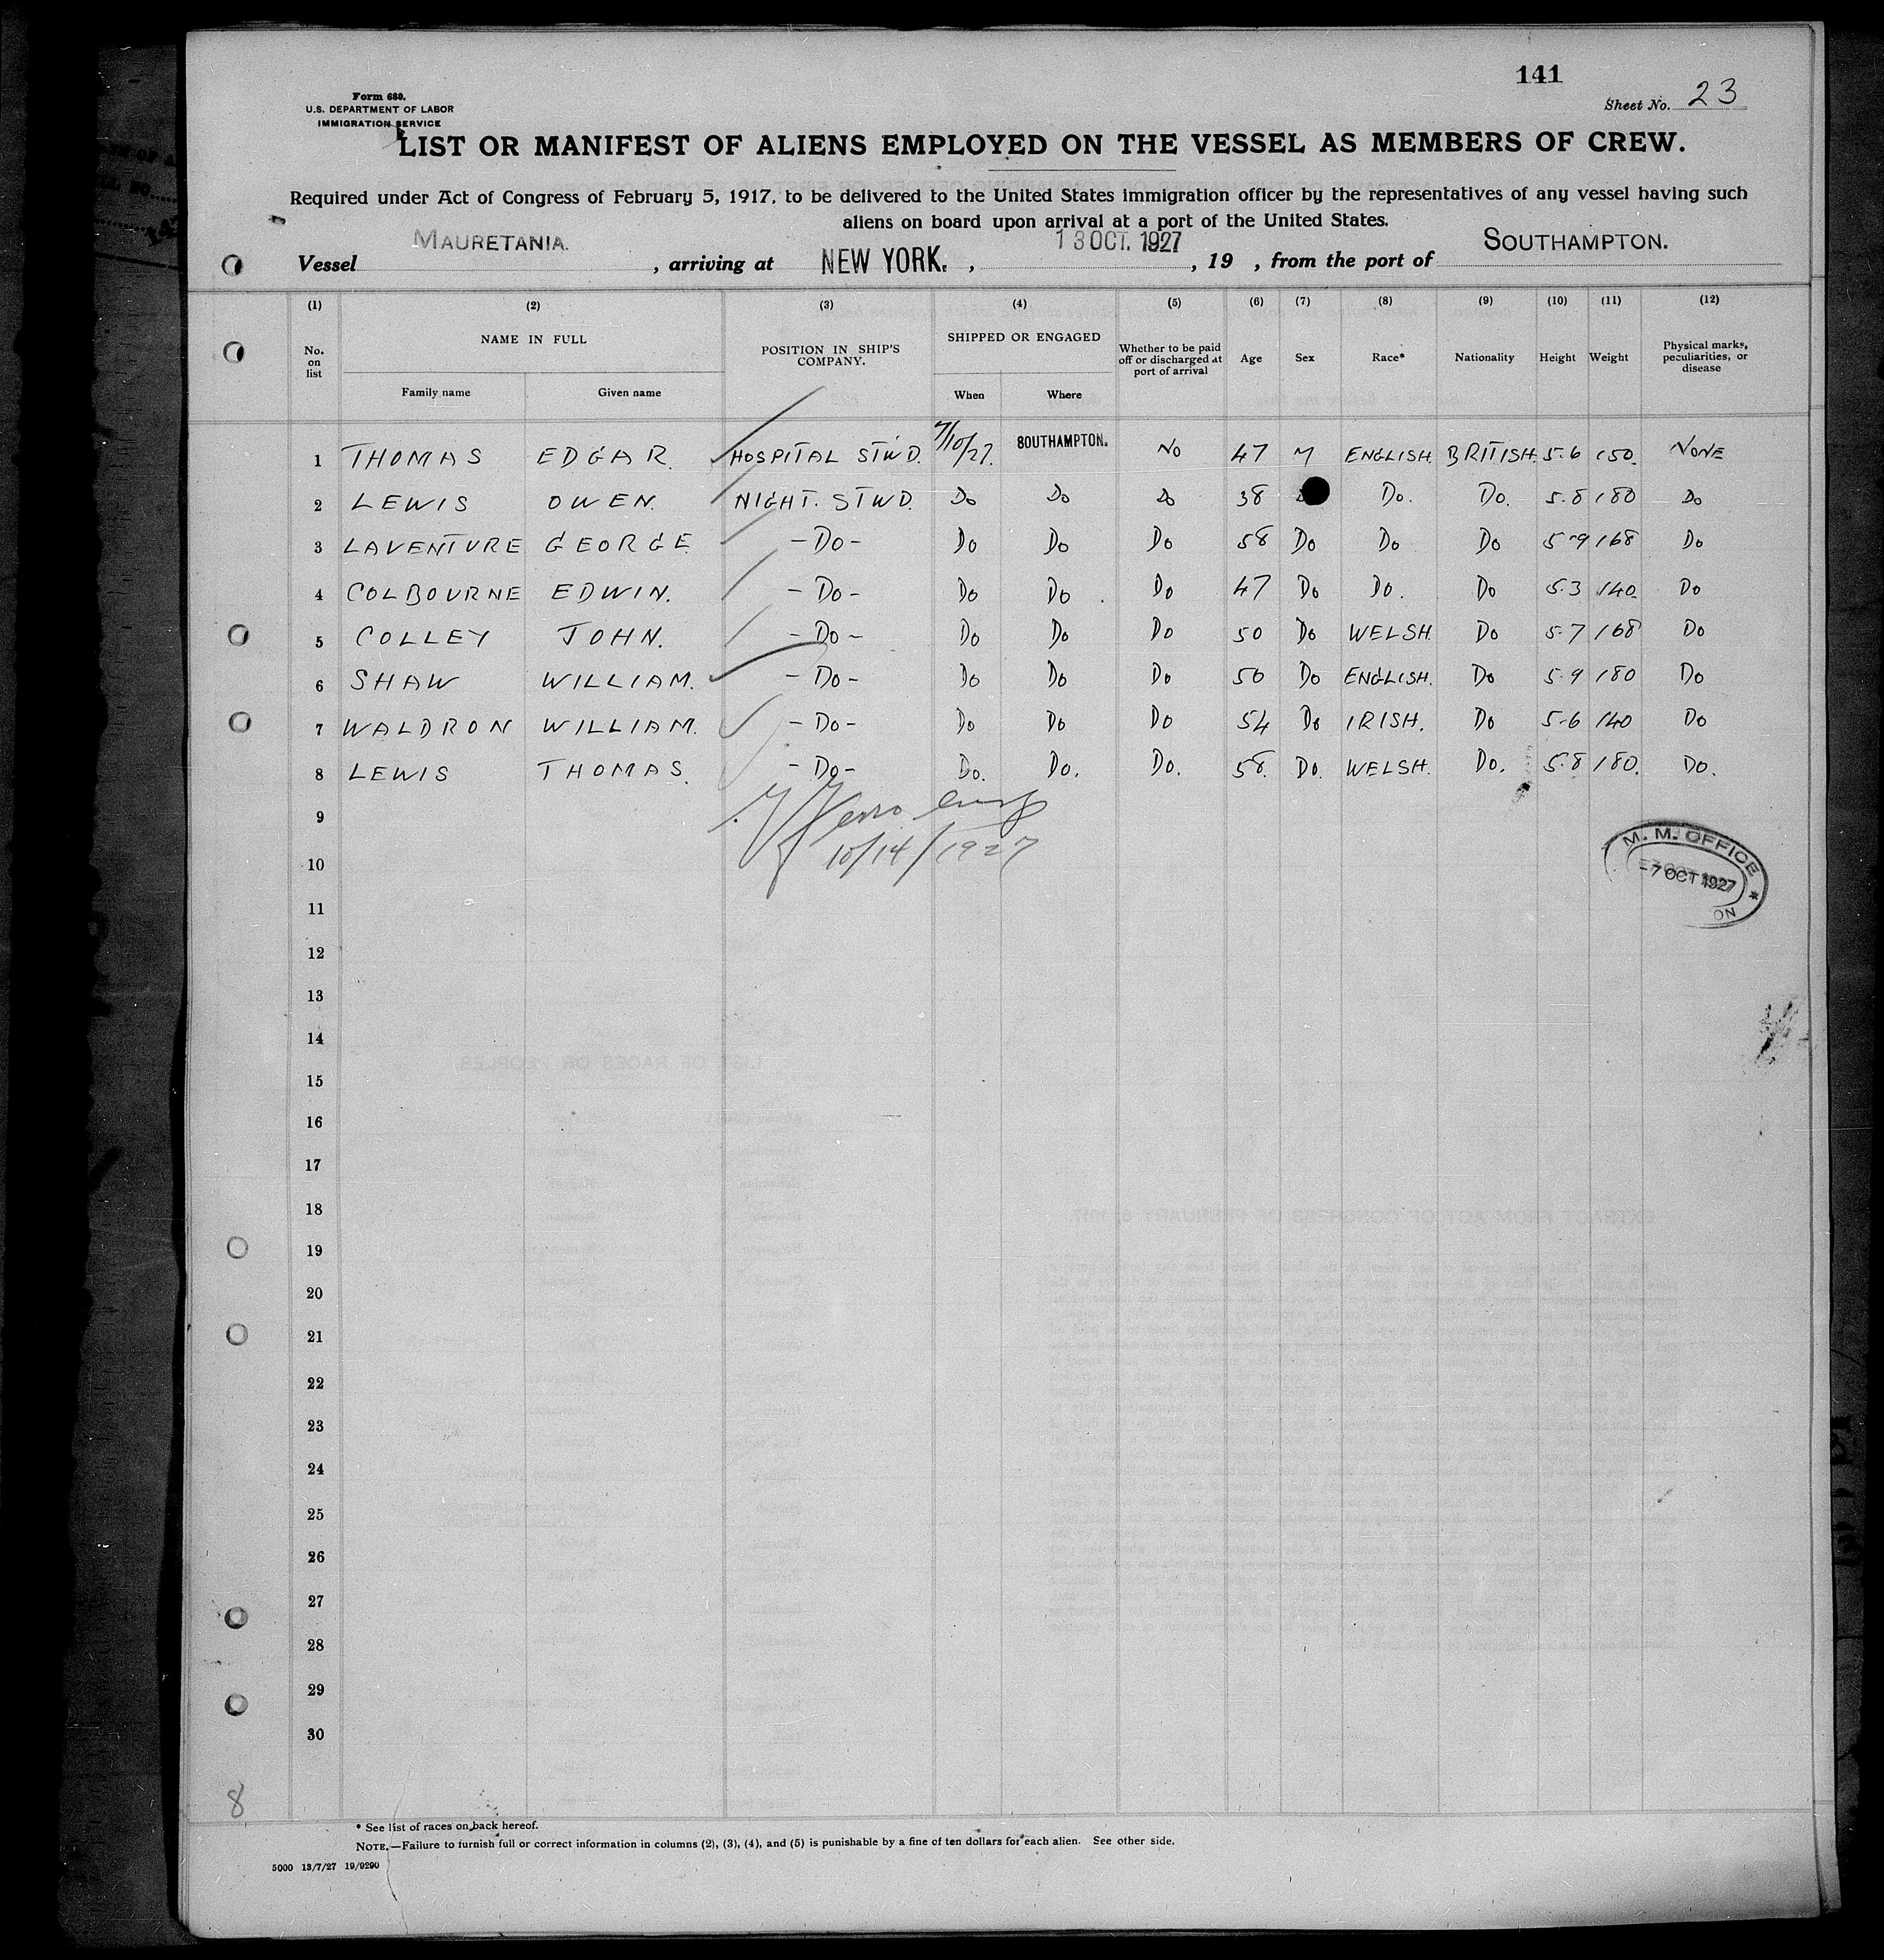 141
Sheet No. 23
Form 680.
U.S. DEPARTMENT OF LABOR
IMMIGRATION SERVICE
LIST OR MANIFEST OF ALIENS EMPLOYED ON THE VESSEL AS MEMBERS OF CREW.
Required under Act of Congress of February 5, 1917, to be delivered to the United States immigration officer by the representatives of any vessel having such
aliens on board upon arrival at a port of the United States.
Vessel MAURETANIA. , arriving at NEW YORK. , 13 OCT. 1927 , 19 , from the port of SOUTHAMPTON.
(1) (2) (3) (4) (5) (6) (7) (8) (9) (10) (11) (12)
No. on list NAME IN FULL Family name Given name POSITION IN SHIP'S COMPANY. SHIPPED OR ENGAGED When Where Whether to be paid off or discharged at port of arrival Age Sex Race* Nationality Height Weight Physical marks, peculiarities, or disease
1 THOMAS EDGAR. HOSPITAL STWD. 7/10/27. SOUTHAMPTON. NO 47 M ENGLISH. BRITISH. 5.6 150. NONE
2 LEWIS OWEN. NIGHT. STWD. Do Do Do 38 Do. Do. 5.8 180 Do
3 LAVENTURE GEORGE -Do- Do Do Do 58 Do Do Do 5-9 168 Do
4 COLBOURNE EDWIN. -Do- Do Do Do 47 Do Do. Do 5.3 140. Do
5 COLLEY JOHN. -Do- Do Do Do 50 Do WELSH. Do 5.7 168 Do
6 SHAW WILLIAM. -Do- Do Do Do 50 Do ENGLISH. Do 5.9 180 Do
7 WALDRON WILLIAM. -Do- Do Do Do 54 Do IRISH. Do 5-6 140 Do
8 LEWIS THOMAS. -Do- Do. Do. Do. 58. Do. WELSH. Do. 5.8 180. Do.
9
10/14/1927
10
M. M. OFFICE
-7 OCT 1927
ON
11
12
13
14
15
16
17
18
19
20
21
22
23
24
25
26
27
28
29
30
8
* See list of races on back hereof.
NOTE.—Failure to furnish full or correct information in columns (2), (3), (4), and (5) is punishable by a fine of ten dollars for each alien. See other side.
5000 13/7/27 19/9290